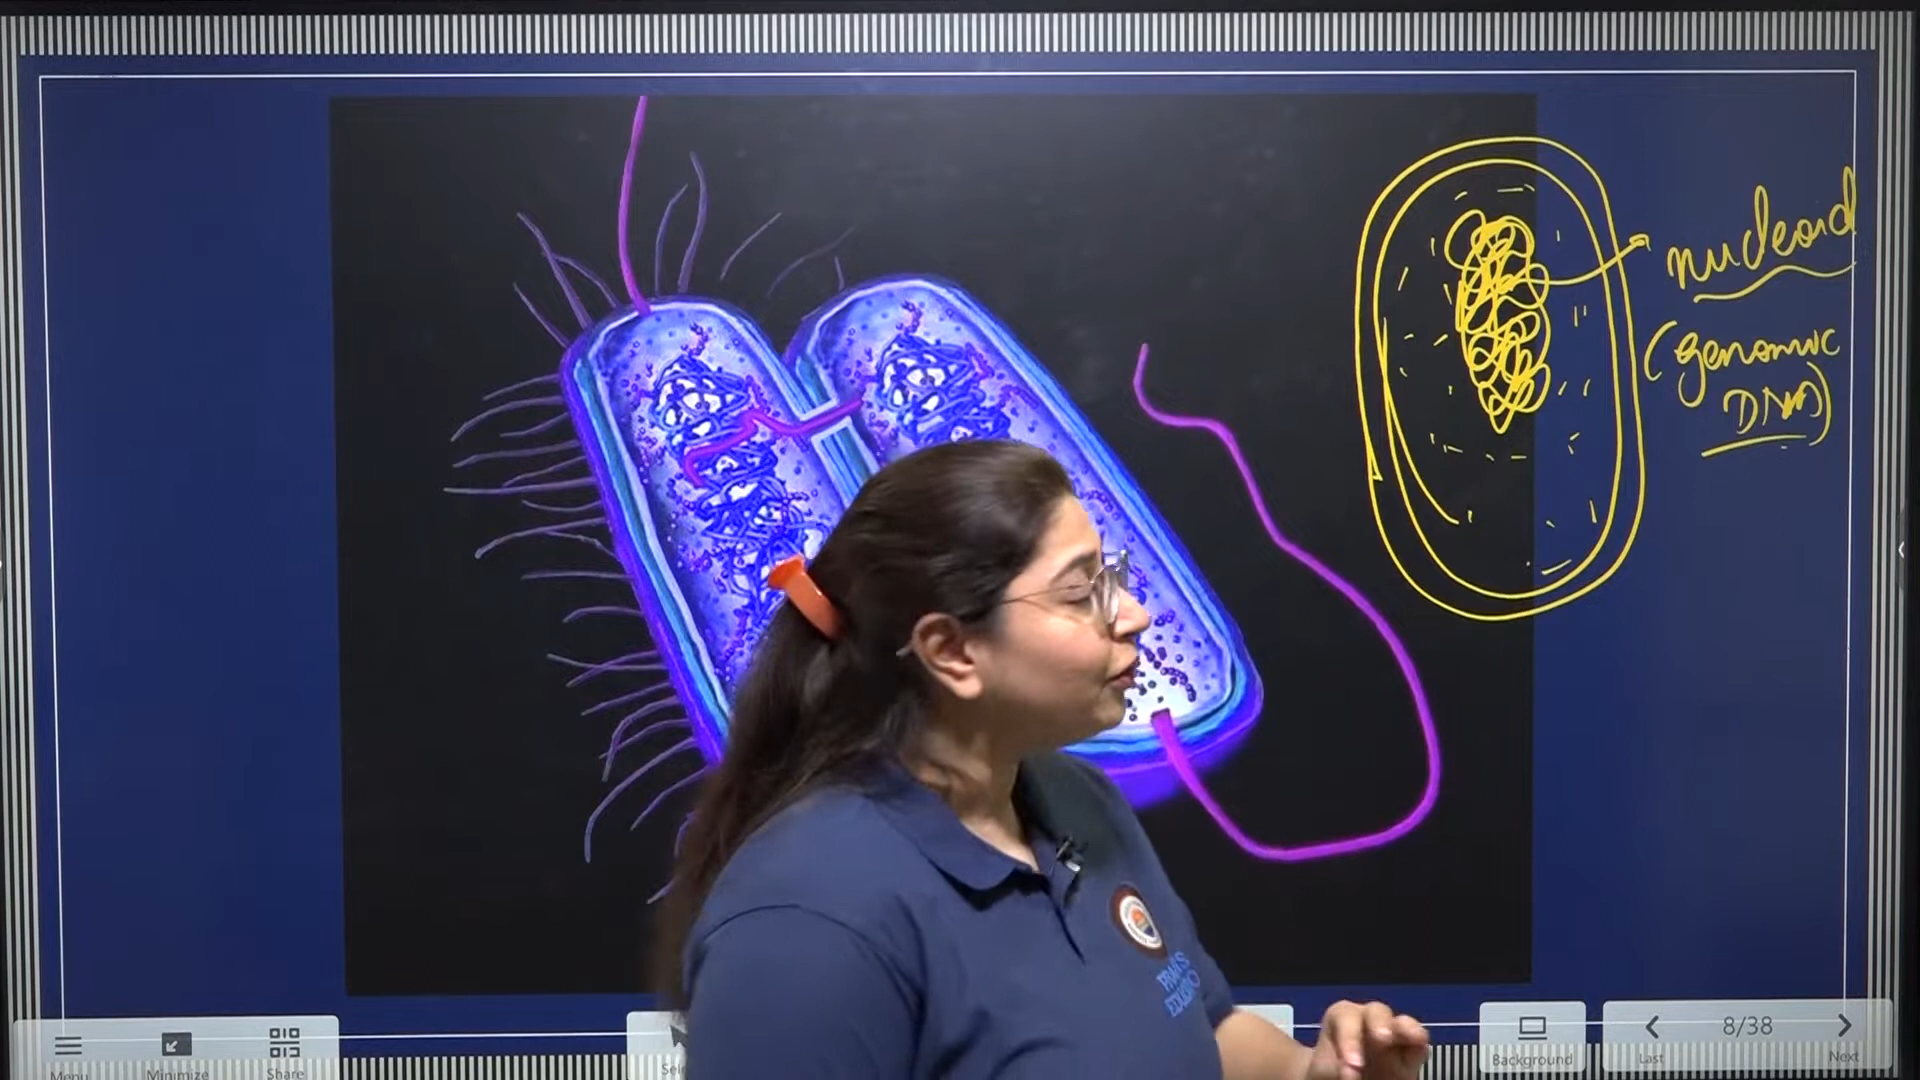 nucleoid
(genomic
DNA)
Menu
Minimize
Share
Background
Last
8/38
Next